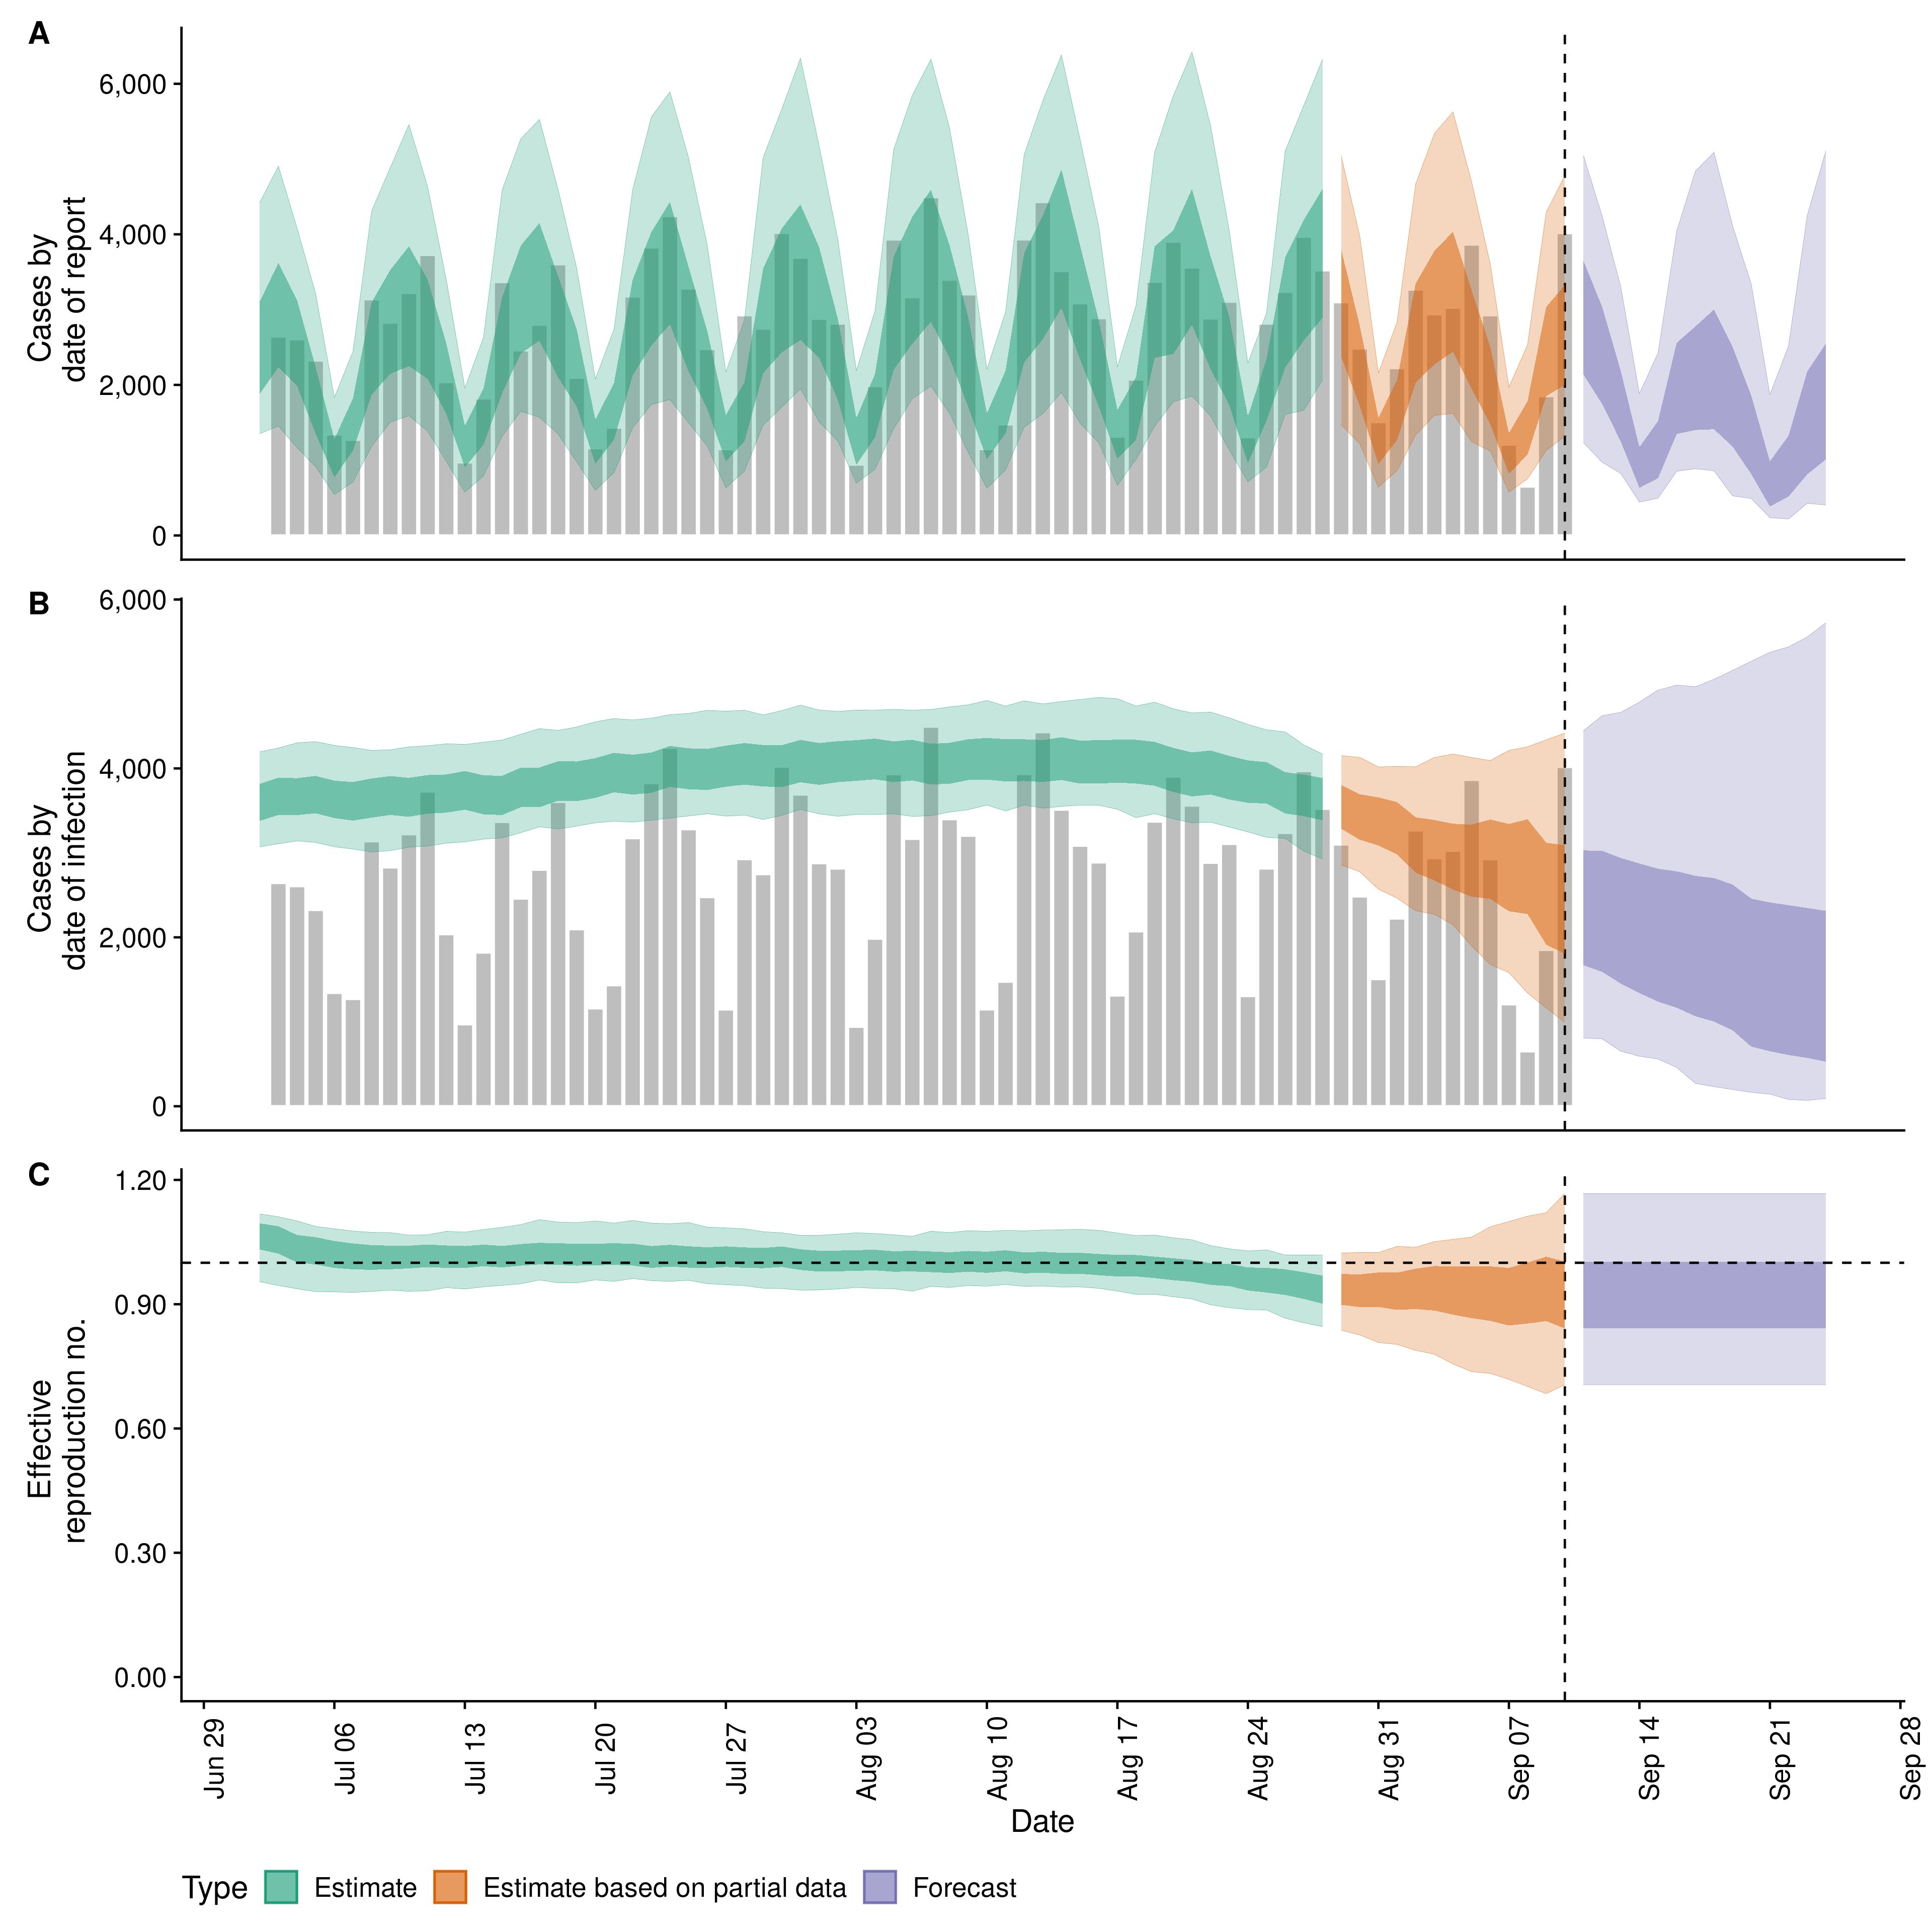 A
Cases by
date of report
6,000
4,000
2,000
0
B
Cases by
date of infection
6,000
4,000
2,000
0
C
Effective
reproduction no.
1.20
0.90
0.60
0.30
0.00
Jun 29
Jul 06
Jul 13
Jul 20
Jul 27
Aug 03
Aug 10
Aug 17
Aug 24
Aug 31
Sep 07
Sep 14
Sep 21
Sep 28
Date
Type Estimate Estimate based on partial data Forecast